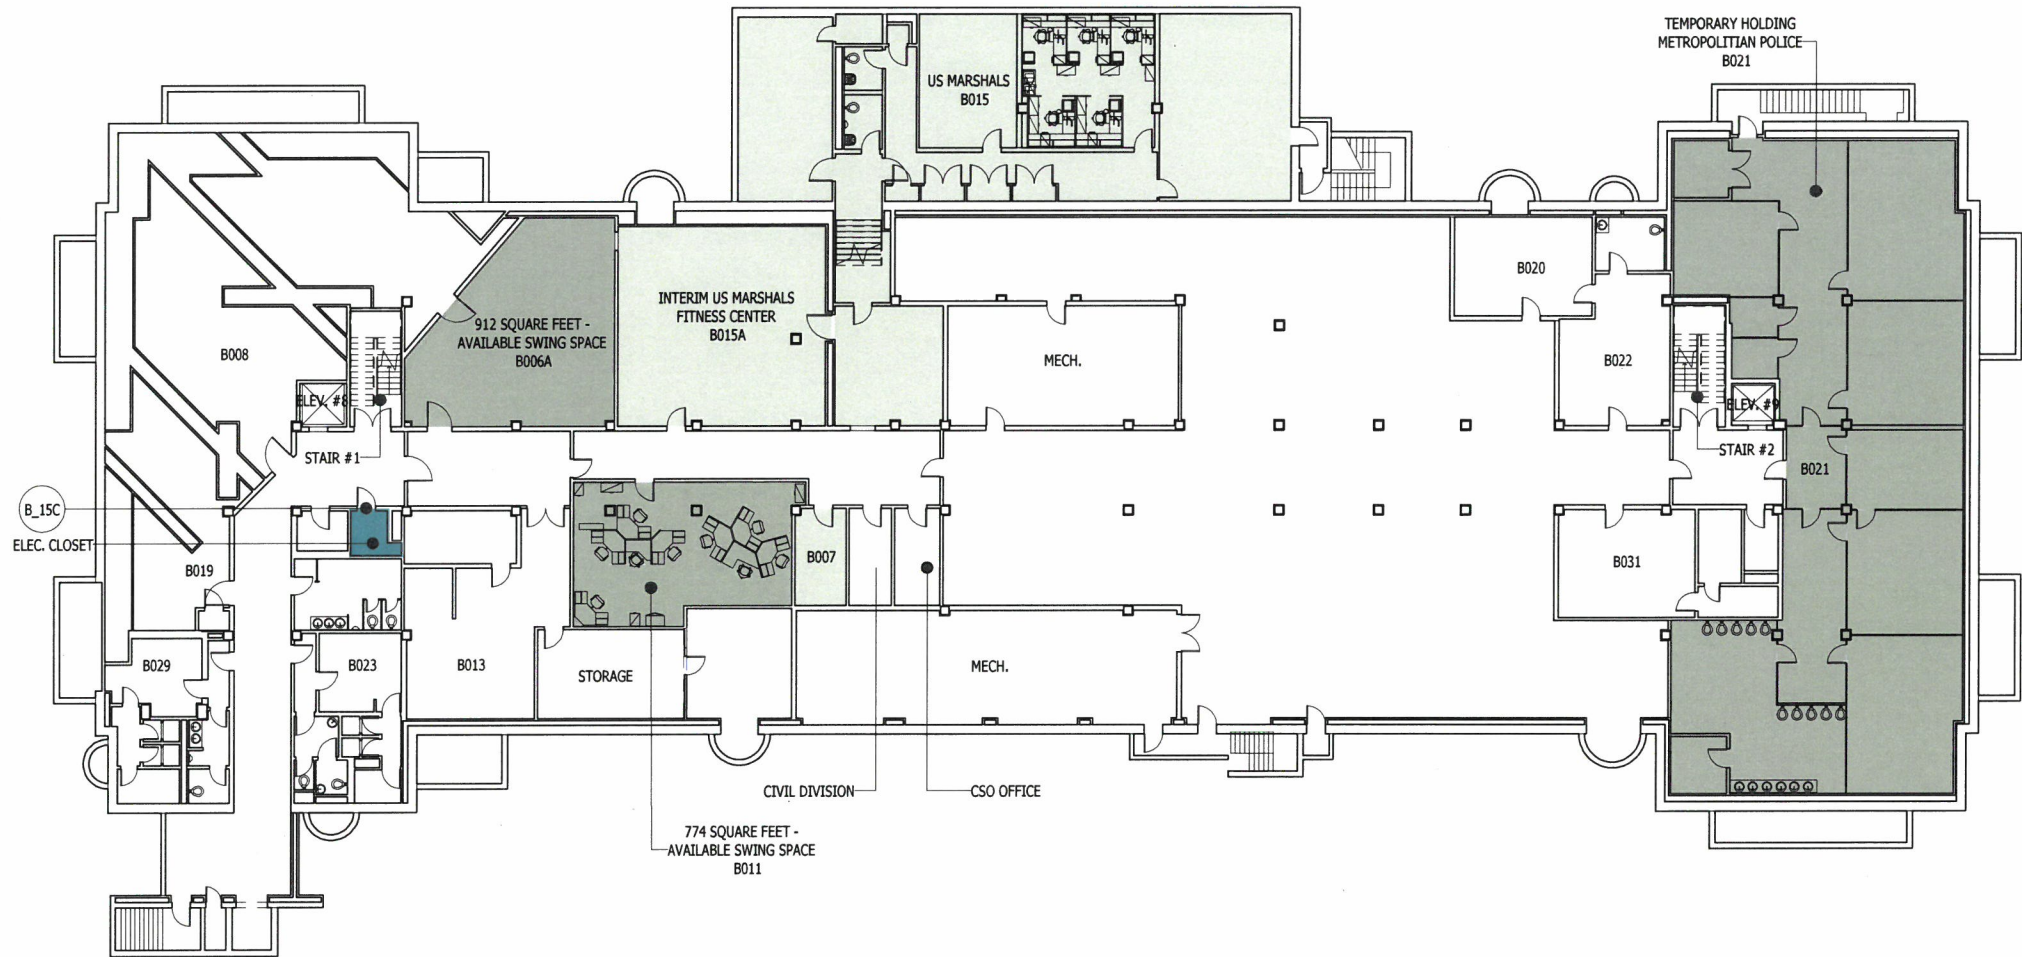 TEMPORARY HOLDING
METROPOLITIAN POLICE
B021
US MARSHALS
B015
B020
INTERIM US MARSHALS
FITNESS CENTER
B015A
912 SQUARE FEET -
AVAILABLE SWING SPACE
B006A
B008
MECH.
B022
ELEV. #8
ELEV. #9
STAIR #1
STAIR #2
B021
B_15C
ELEC. CLOSET
B007
B031
B019
B029
B023
B013
STORAGE
MECH.
CIVIL DIVISION
CSO OFFICE
774 SQUARE FEET -
AVAILABLE SWING SPACE
B011